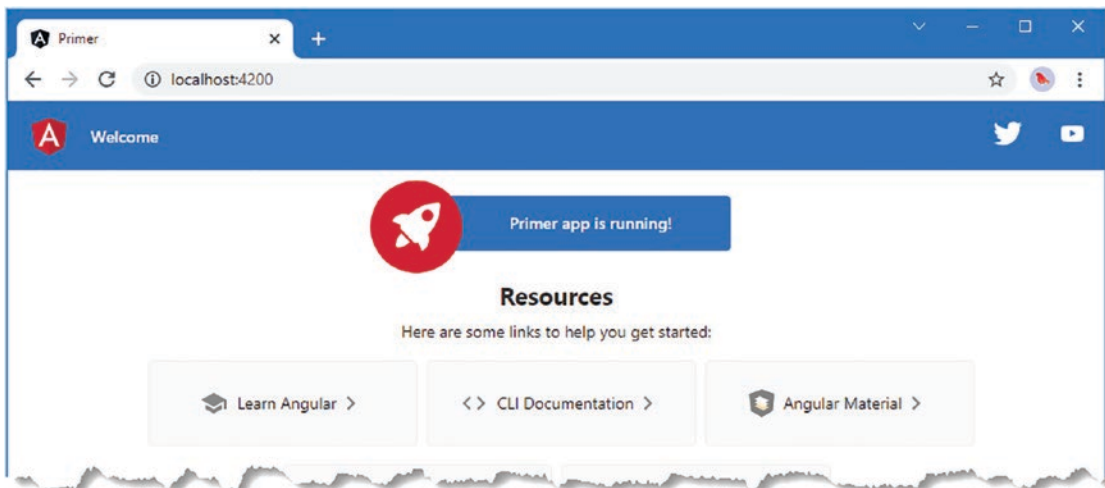 Primer
localhost:4200
A Welcome
Primer app is running!
Resources
Here are some links to help you get started:
Learn Angular >
<> CLI Documentation >
Angular Material >